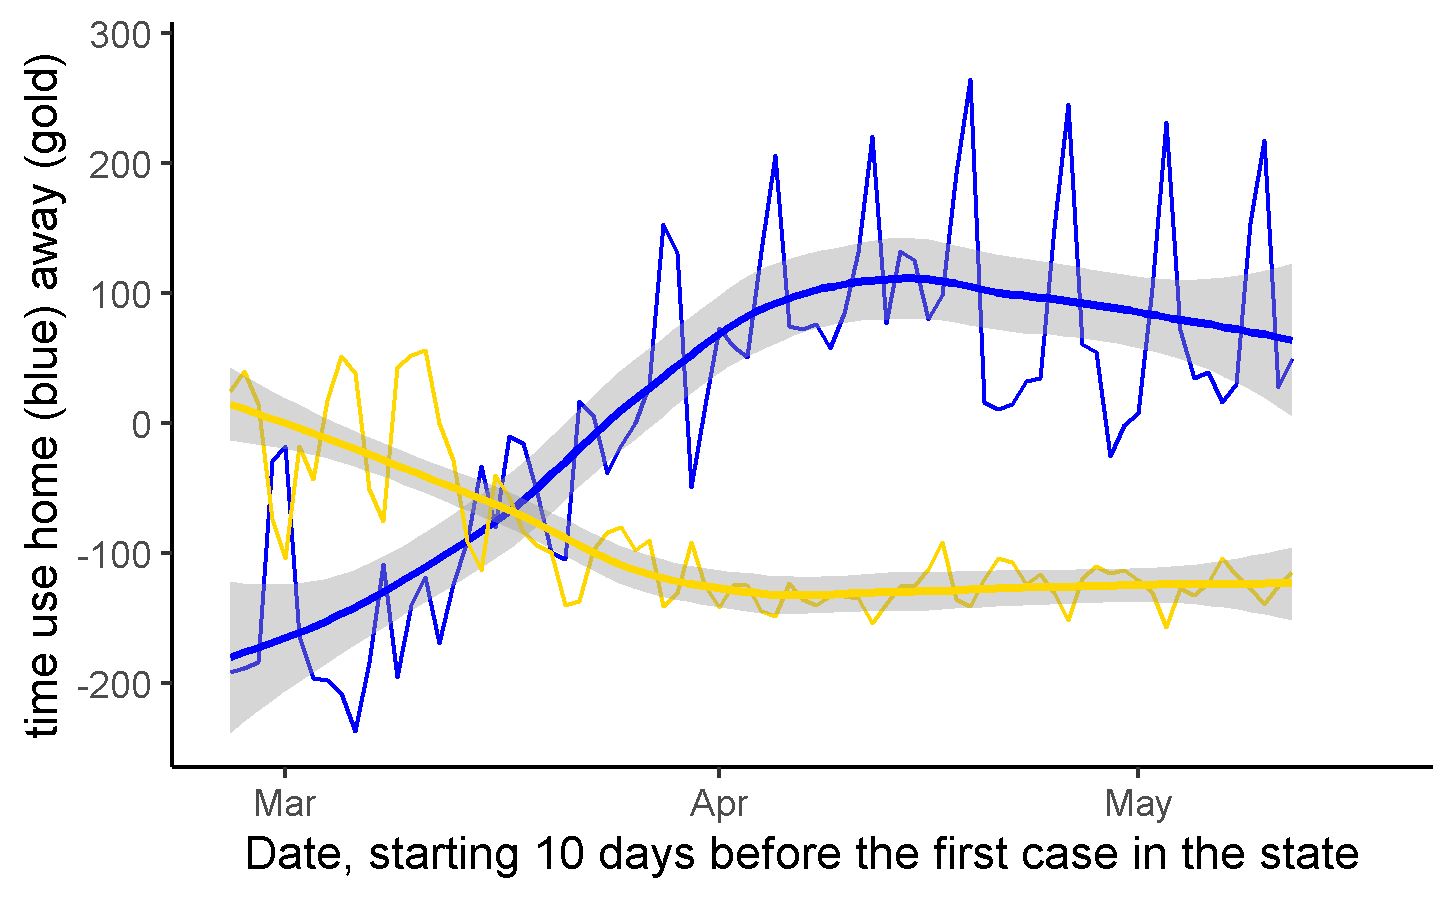 time use home (blue) away (gold)
300
200
100
0
-100
-200
Mar
Apr
May
Date, starting 10 days before the first case in the state